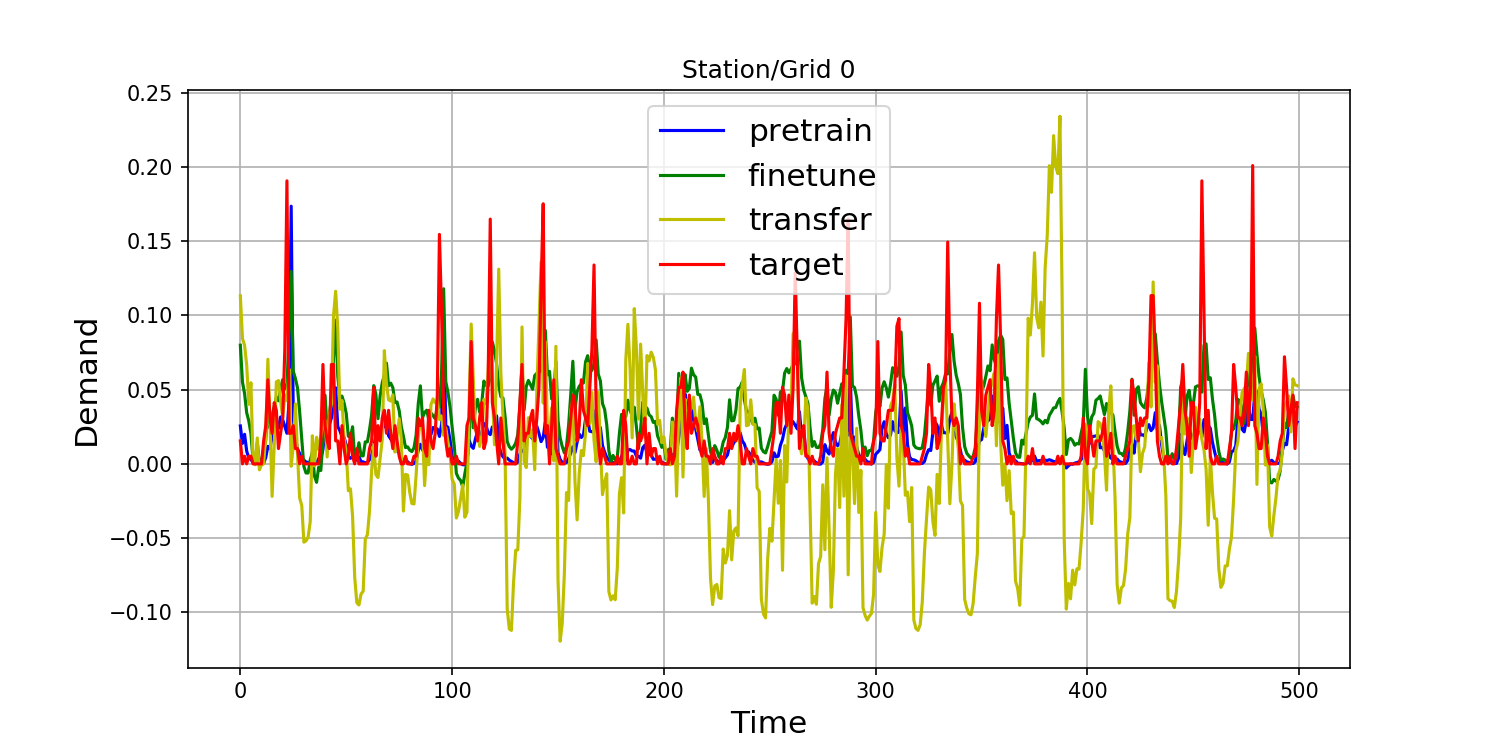 Station/Grid 0
0.25
0.20
0.15
0.10
0.05
0.00
−0.05
−0.10
Demand
pretrain
finetune
transfer
target
0 100 200 300 400 500
Time